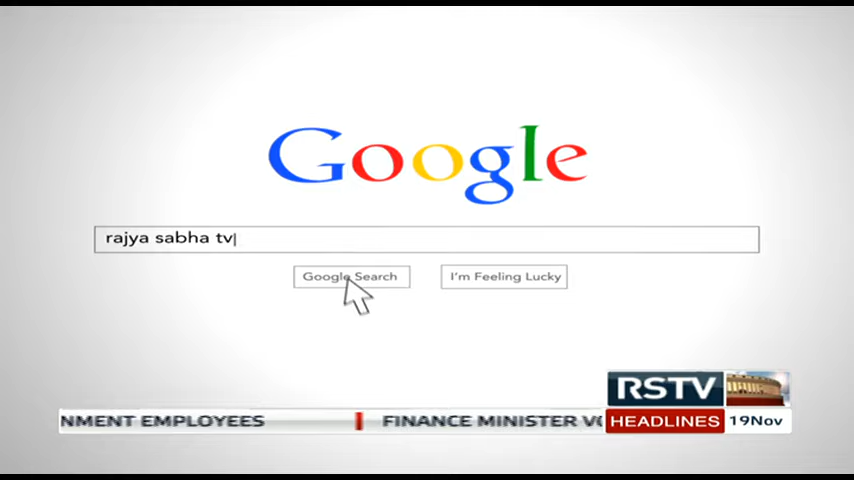 Google
rajya sabha tv
Google Search
I'm Feeling Lucky
RSTV
NMENT EMPLOYEES
FINANCE MINISTER
HEADLINES
19Nov